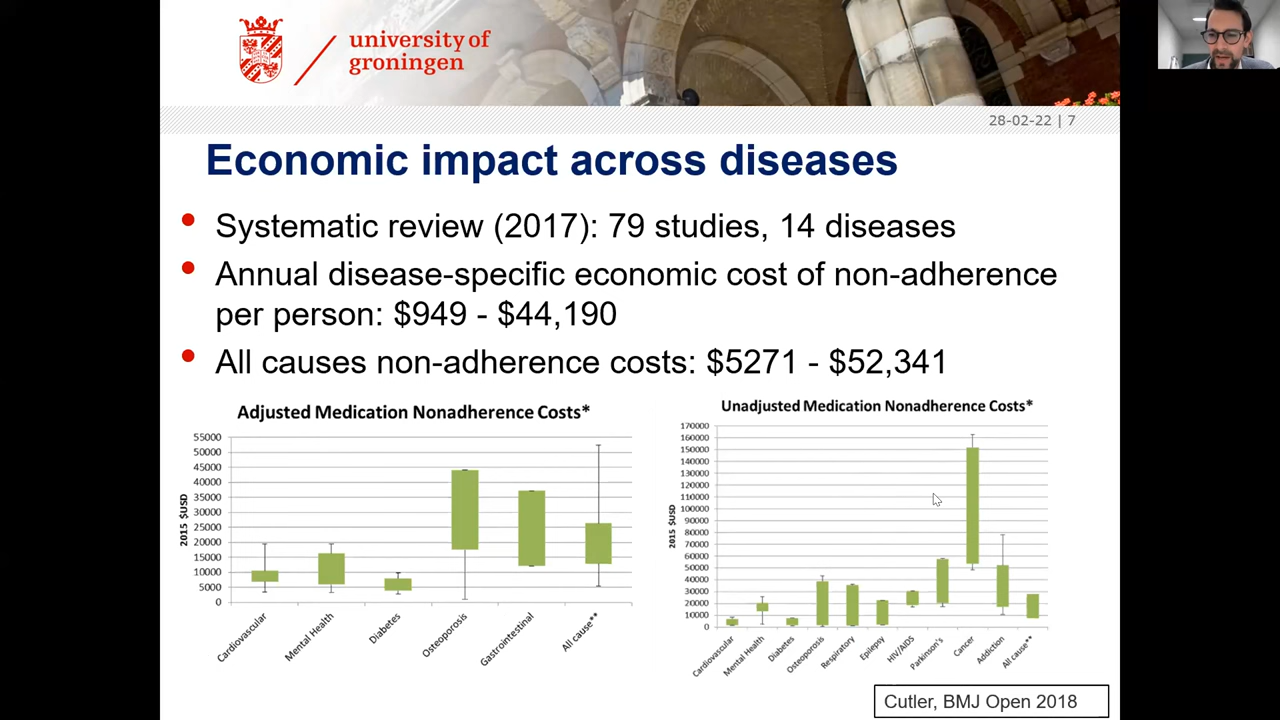 university of
groningen
28-02-22 | 7
Economic impact across diseases
• Systematic review (2017): 79 studies, 14 diseases
• Annual disease-specific economic cost of non-adherence
per person: $949 - $44,190
• All causes non-adherence costs: $5271 - $52,341
Adjusted Medication Nonadherence Costs*
2015 $USD
55000
50000
45000
40000
35000
30000
25000
20000
15000
10000
5000
0
Cardiovascular
Mental Health
Diabetes
Osteoporosis
Gastrointestinal
All cause**
Unadjusted Medication Nonadherence Costs*
2015 $USD
170000
160000
150000
140000
130000
120000
110000
100000
90000
80000
70000
60000
50000
40000
30000
20000
10000
0
Cardiovascular
Mental Health
Diabetes
Osteoporosis
Respiratory
Epilepsy
HIV/AIDS
Parkinson's
Cancer
Addiction
All cause**
Cutler, BMJ Open 2018